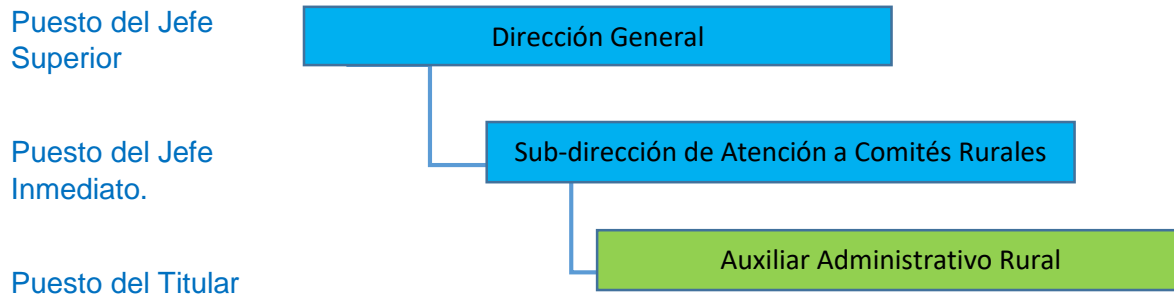 Puesto del Jefe
Superior
Dirección General
Puesto del Jefe
Inmediato.
Sub-dirección de Atención a Comités Rurales
Puesto del Titular
Auxiliar Administrativo Rural